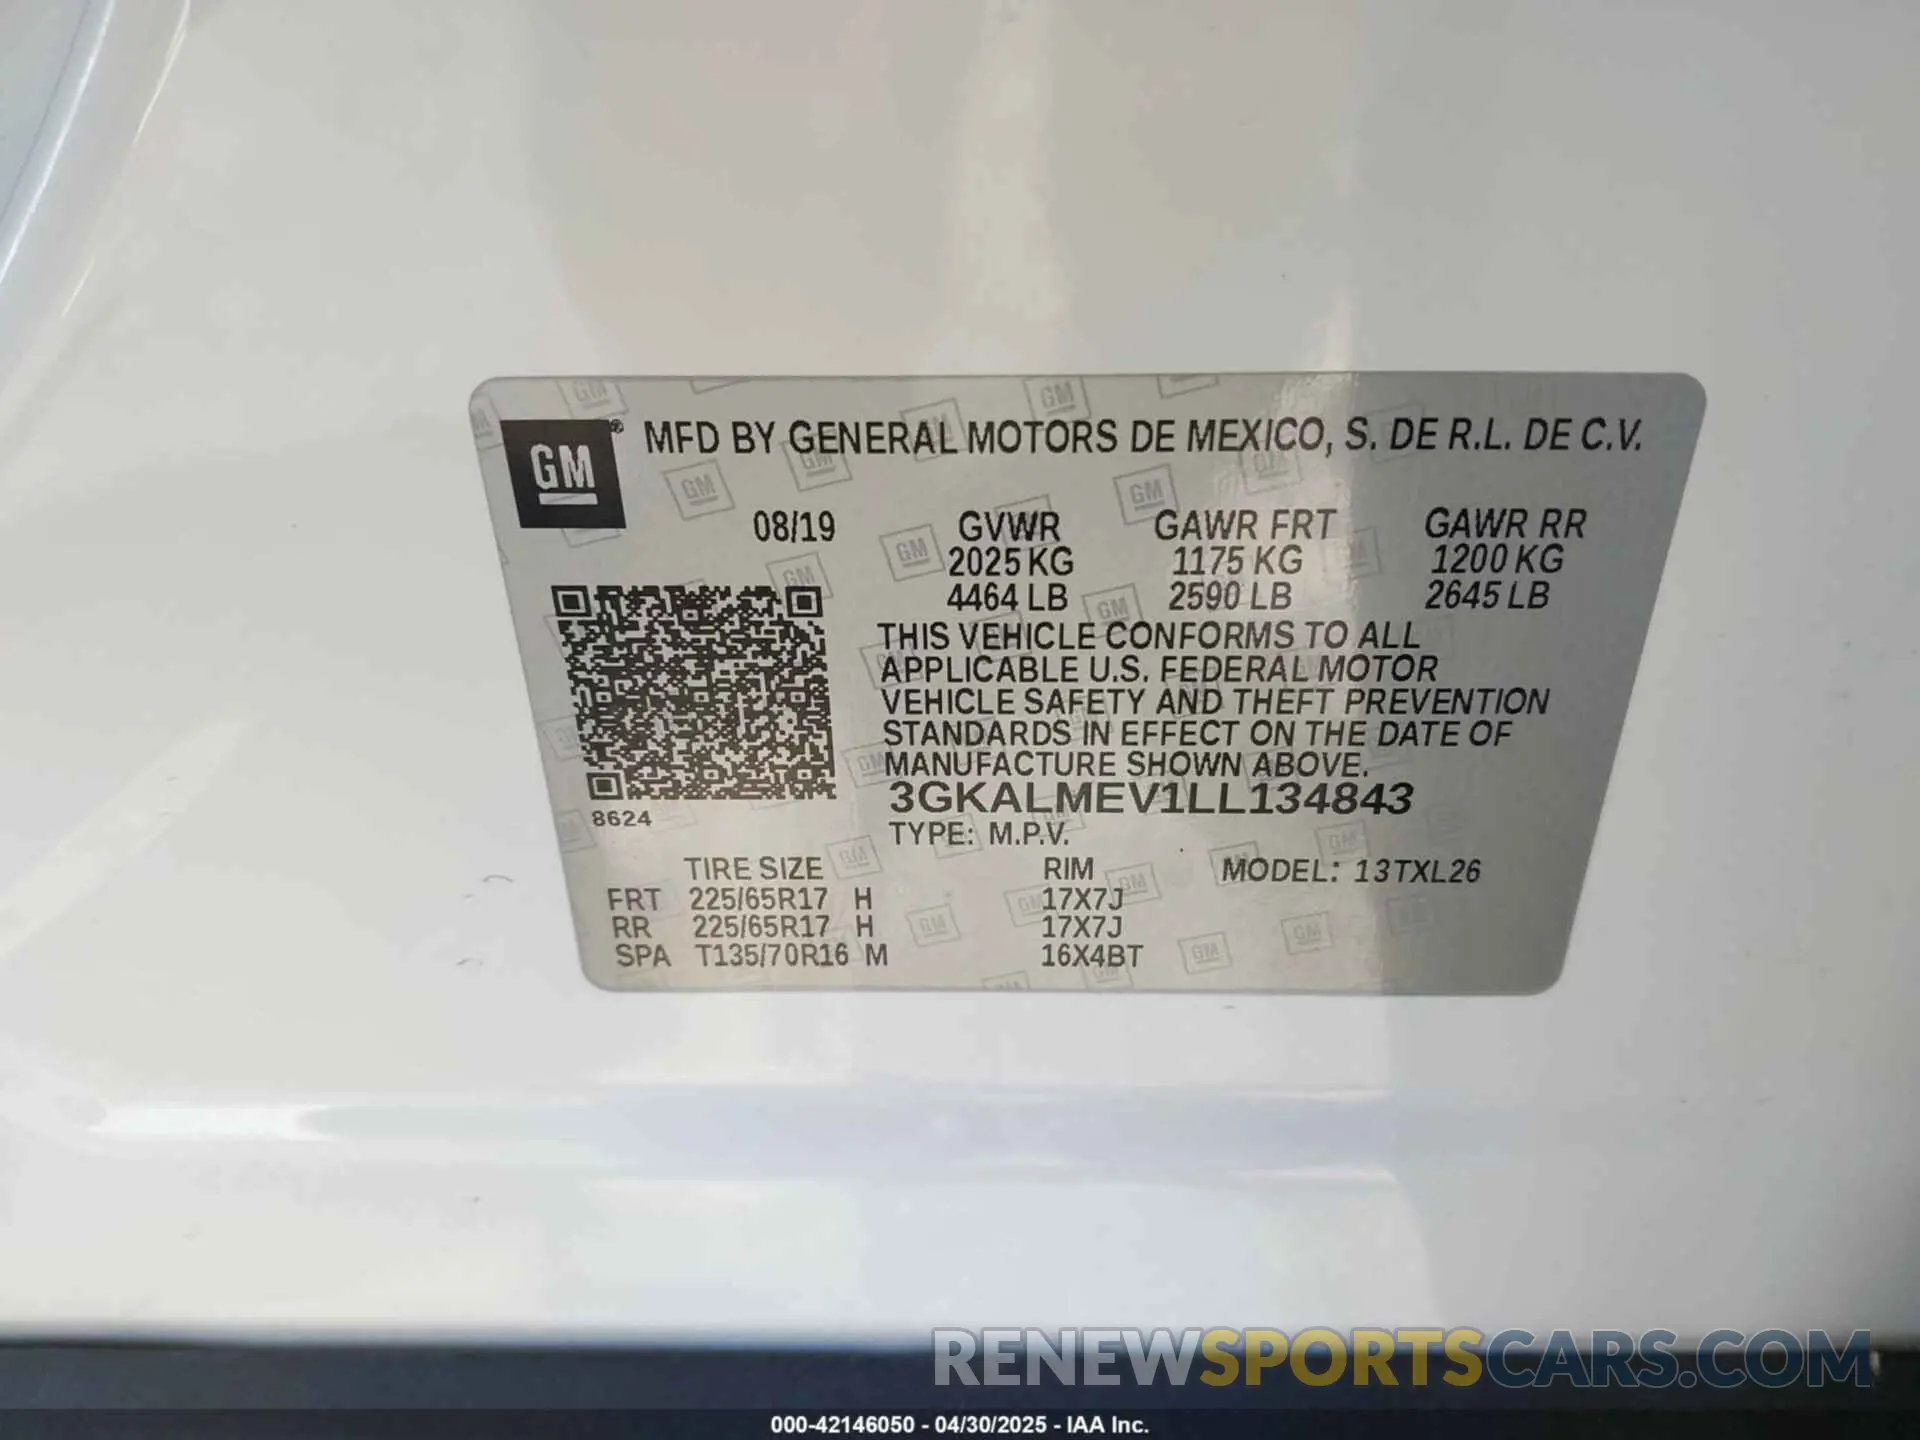 GM ® MFD BY GENERAL MOTORS DE MEXICO, S. DE R.L. DE C.V.
08/19 GVWR GAWR FRT GAWR RR
2025 KG 1175 KG 1200 KG
4464 LB 2590 LB 2645 LB
THIS VEHICLE CONFORMS TO ALL
APPLICABLE U.S. FEDERAL MOTOR
VEHICLE SAFETY AND THEFT PREVENTION
STANDARDS IN EFFECT ON THE DATE OF
MANUFACTURE SHOWN ABOVE.
3GKALMEV1LL134843
8624
TYPE: M.P.V.
TIRE SIZE RIM MODEL: 13TXL26
FRT 225/65R17 H 17X7J
RR 225/65R17 H 17X7J
SPA T135/70R16 M 16X4BT
RENEWSPORTSCARS.COM
000-42146050 - 04/30/2025 - IAA Inc.